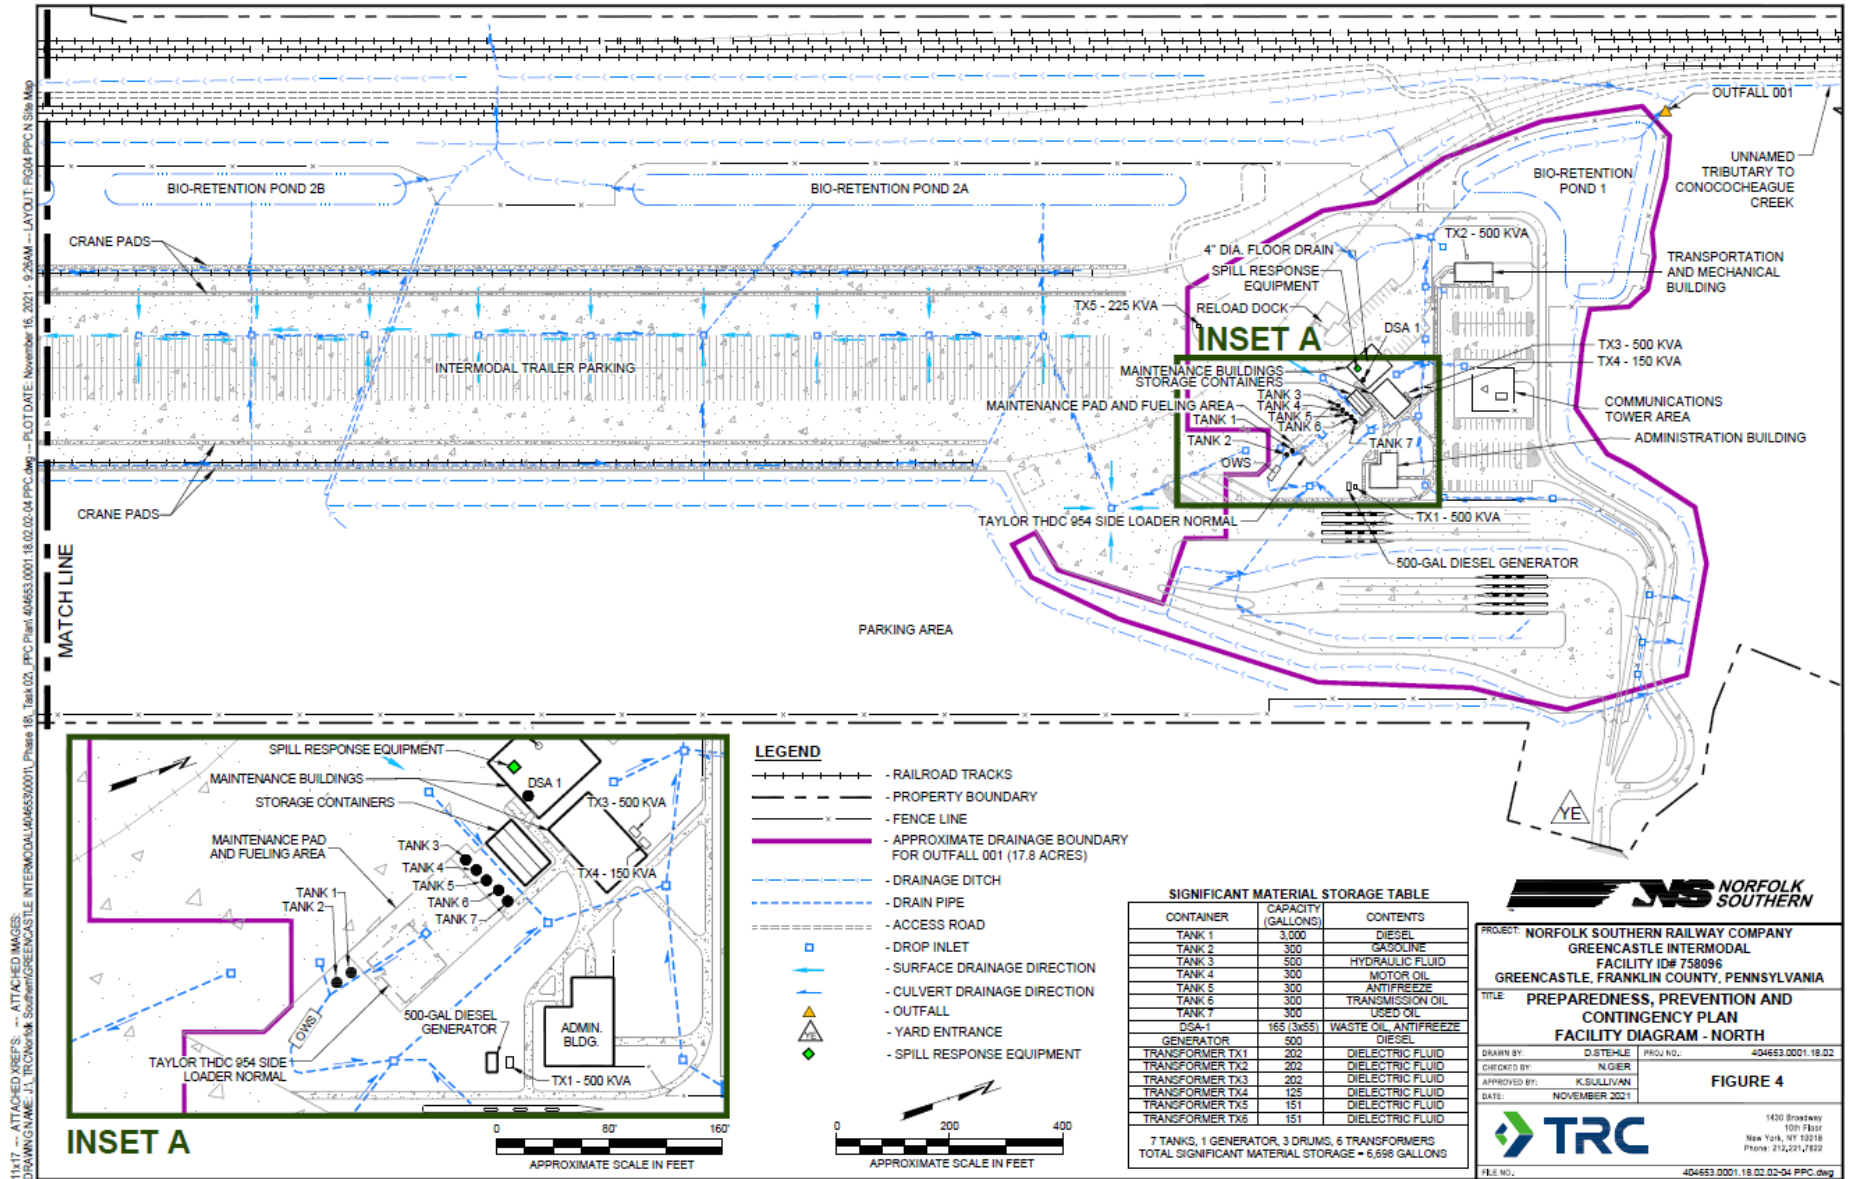 OUTFALL 001
UNNAMED
TRIBUTARY TO
CONOCOCHEAGUE
CREEK
BIO-RETENTION
POND 1
BIO-RETENTION POND 2B
BIO-RETENTION POND 2A
CRANE PADS
4" DIA. FLOOR DRAIN
SPILL RESPONSE
EQUIPMENT
TX5 - 225 KVA
RELOAD DOCK
INSET A
DSA 1
TX2 - 500 KVA
TRANSPORTATION
AND MECHANICAL
BUILDING
TX3 - 500 KVA
TX4 - 150 KVA
INTERMODAL TRAILER PARKING
MAINTENANCE BUILDINGS
STORAGE CONTAINERS
MAINTENANCE PAD AND FUELING AREA
TANK 3
TANK 4
TANK 5
TANK 6
TANK 1
TANK 2
TANK 7
OWS
COMMUNICATIONS
TOWER AREA
ADMINISTRATION BUILDING
CRANE PADS
TAYLOR THDC 954 SIDE LOADER NORMAL
TX1 - 500 KVA
500-GAL DIESEL GENERATOR
MATCH LINE
PARKING AREA
YE
SPILL RESPONSE EQUIPMENT
MAINTENANCE BUILDINGS
STORAGE CONTAINERS
DSA 1
TX3 - 500 KVA
MAINTENANCE PAD
AND FUELING AREA
TANK 3
TANK 4
TANK 5
TANK 6
TANK 7
TX4 - 150 KVA
TANK 1
TANK 2
OWS
500-GAL DIESEL
GENERATOR
ADMIN.
BLDG.
TAYLOR THDC 954 SIDE
LOADER NORMAL
TX1 - 500 KVA
INSET A
0 80' 160'
APPROXIMATE SCALE IN FEET
LEGEND
- RAILROAD TRACKS
- PROPERTY BOUNDARY
- FENCE LINE
- APPROXIMATE DRAINAGE BOUNDARY
FOR OUTFALL 001 (17.8 ACRES)
- DRAINAGE DITCH
- DRAIN PIPE
- ACCESS ROAD
- DROP INLET
- SURFACE DRAINAGE DIRECTION
- CULVERT DRAINAGE DIRECTION
- OUTFALL
YE - YARD ENTRANCE
- SPILL RESPONSE EQUIPMENT
0 200 400
APPROXIMATE SCALE IN FEET
SIGNIFICANT MATERIAL STORAGE TABLE
CONTAINER CAPACITY (GALLONS) CONTENTS
TANK 1 3,000 DIESEL
TANK 2 300 GASOLINE
TANK 3 500 HYDRAULIC FLUID
TANK 4 300 MOTOR OIL
TANK 5 300 ANTIFREEZE
TANK 6 300 TRANSMISSION OIL
TANK 7 300 USED OIL
DSA-1 165 (3x55) WASTE OIL, ANTIFREEZE
GENERATOR 500 DIESEL
TRANSFORMER TX1 202 DIELECTRIC FLUID
TRANSFORMER TX2 202 DIELECTRIC FLUID
TRANSFORMER TX3 202 DIELECTRIC FLUID
TRANSFORMER TX4 125 DIELECTRIC FLUID
TRANSFORMER TX5 151 DIELECTRIC FLUID
TRANSFORMER TX6 151 DIELECTRIC FLUID
7 TANKS, 1 GENERATOR, 3 DRUMS, 6 TRANSFORMERS
TOTAL SIGNIFICANT MATERIAL STORAGE = 6,698 GALLONS
NS NORFOLK
SOUTHERN
PROJECT: NORFOLK SOUTHERN RAILWAY COMPANY
GREENCASTLE INTERMODAL
FACILITY ID# 758096
GREENCASTLE, FRANKLIN COUNTY, PENNSYLVANIA
TITLE: PREPAREDNESS, PREVENTION AND
CONTINGENCY PLAN
FACILITY DIAGRAM - NORTH
DRAWN BY: D.STEHLE PROJ NO.: 404653.0001.18.02
CHECKED BY: N.GIER
APPROVED BY: K.SULLIVAN
DATE: NOVEMBER 2021
FIGURE 4
TRC
1430 Broadway
10th Floor
New York, NY 10018
Phone: 212.221.7822
FILE NO.: 404653.0001.18.02.02-04 PPC.dwg